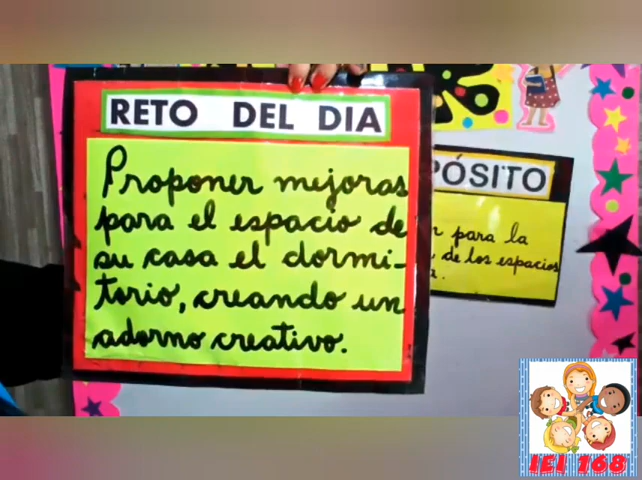 RETO DEL DIA
Proponer mejoras
para el espacio de
su casa el dormi-
torio, creando un
adorno creativo.
PÓSITO
para la
de los espacios
IEI 168